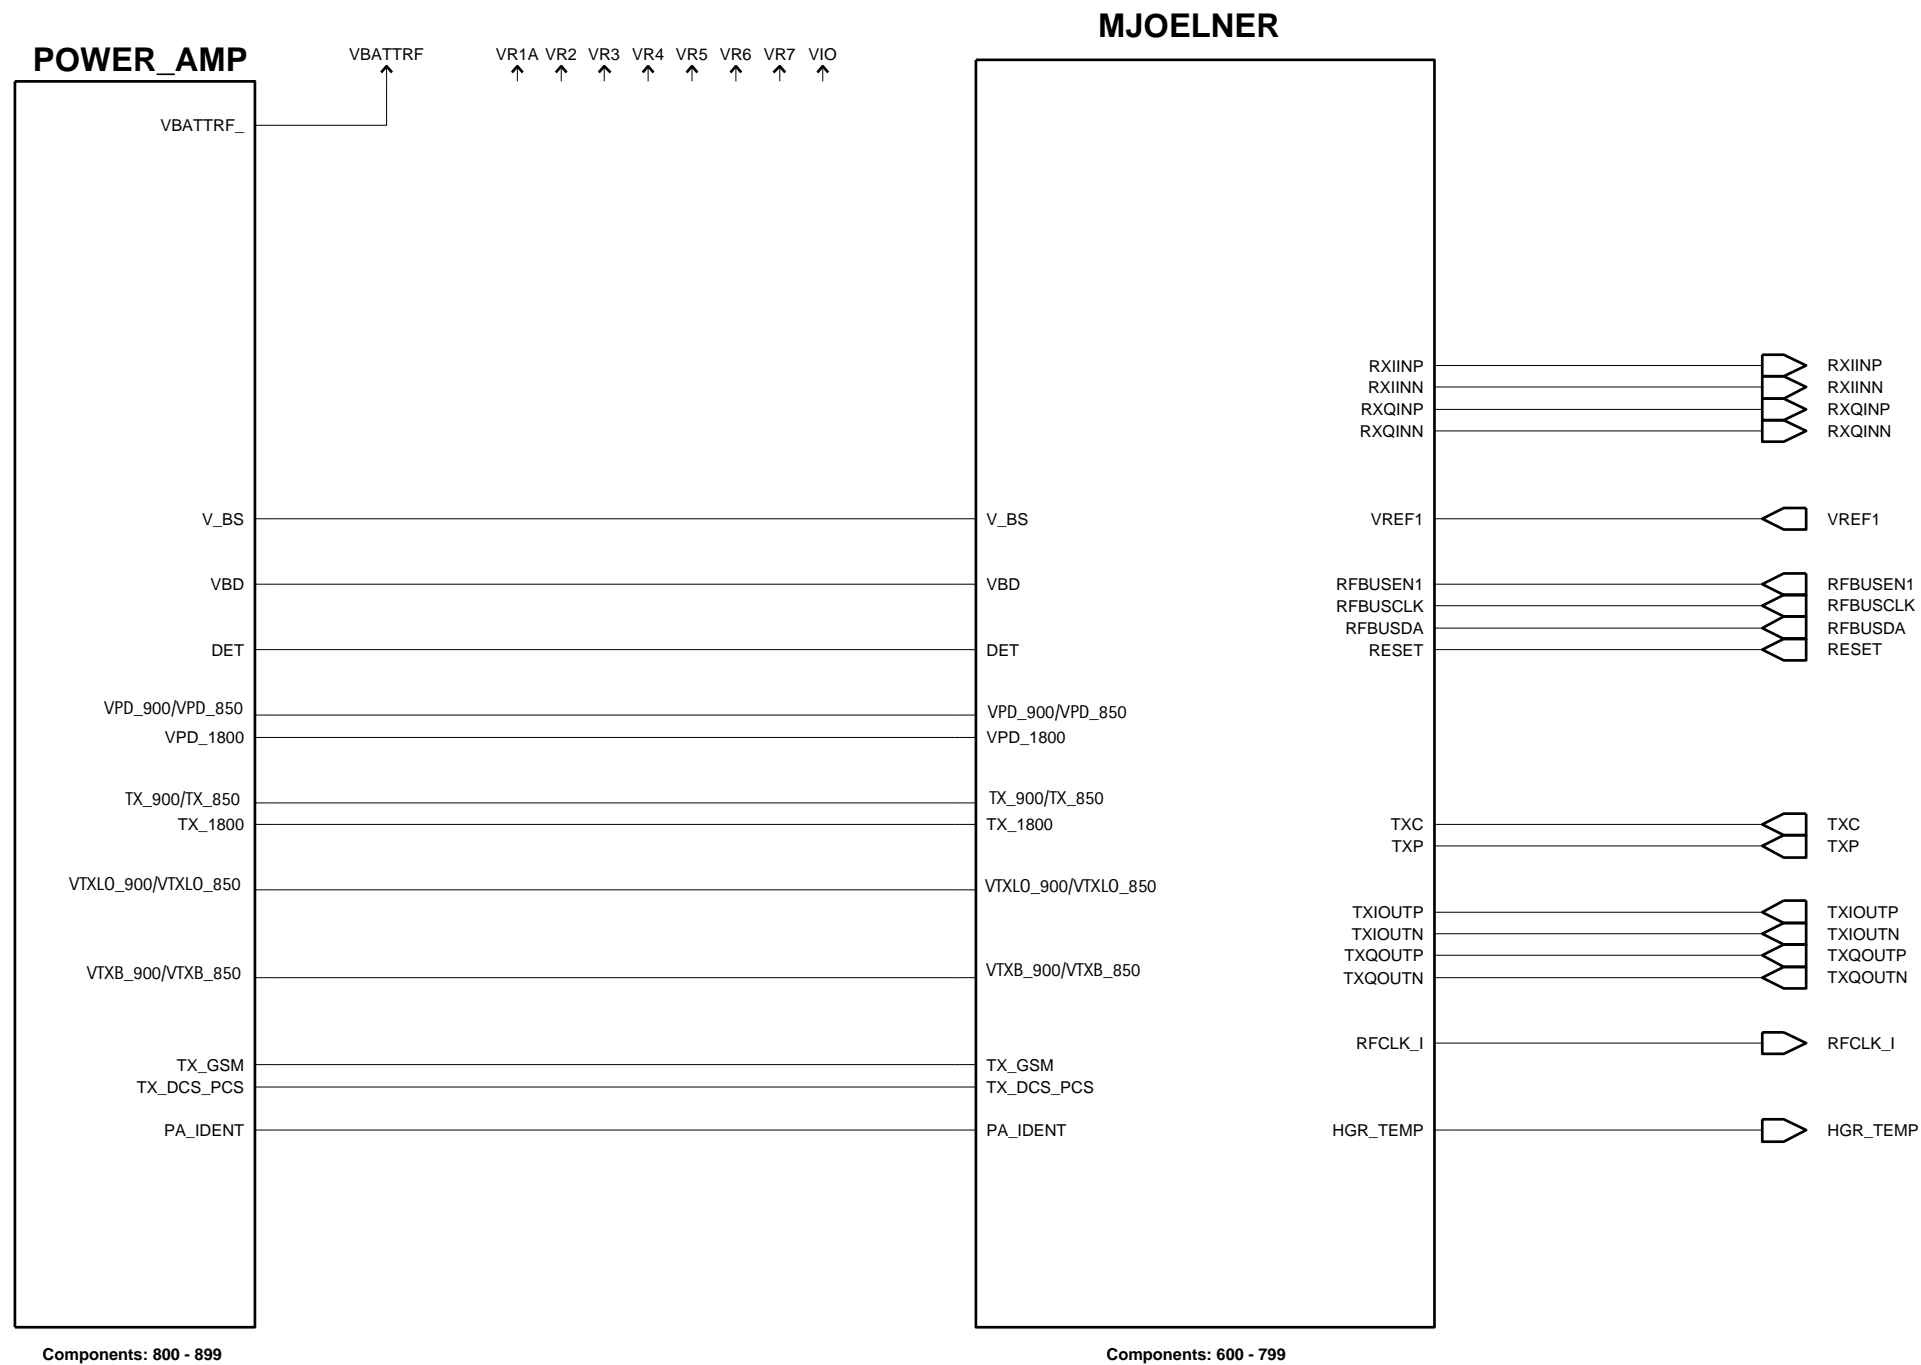 MJOELNER
POWER_AMP
VBATTRF
VR1A VR2 VR3 VR4 VR5 VR6 VR7 VIO
VBATTRF_
V_BS
VBD
DET
VPD_900/VPD_850
VPD_1800
TX_900/TX_850
TX_1800
VTXLO_900/VTXLO_850
VTXB_900/VTXB_850
TX_GSM
TX_DCS_PCS
PA_IDENT
V_BS
VBD
DET
VPD_900/VPD_850
VPD_1800
TX_900/TX_850
TX_1800
VTXLO_900/VTXLO_850
VTXB_900/VTXB_850
TX_GSM
TX_DCS_PCS
PA_IDENT
RXIINP
RXIINN
RXQINP
RXQINN
VREF1
RFBUSEN1
RFBUSCLK
RFBUSDA
RESET
TXC
TXP
TXIOUTP
TXIOUTN
TXQOUTP
TXQOUTN
RFCLK_I
HGR_TEMP
RXIINP
RXIINN
RXQINP
RXQINN
VREF1
RFBUSEN1
RFBUSCLK
RFBUSDA
RESET
TXC
TXP
TXIOUTP
TXIOUTN
TXQOUTP
TXQOUTN
RFCLK_I
HGR_TEMP
Components: 800 - 899
Components: 600 - 799